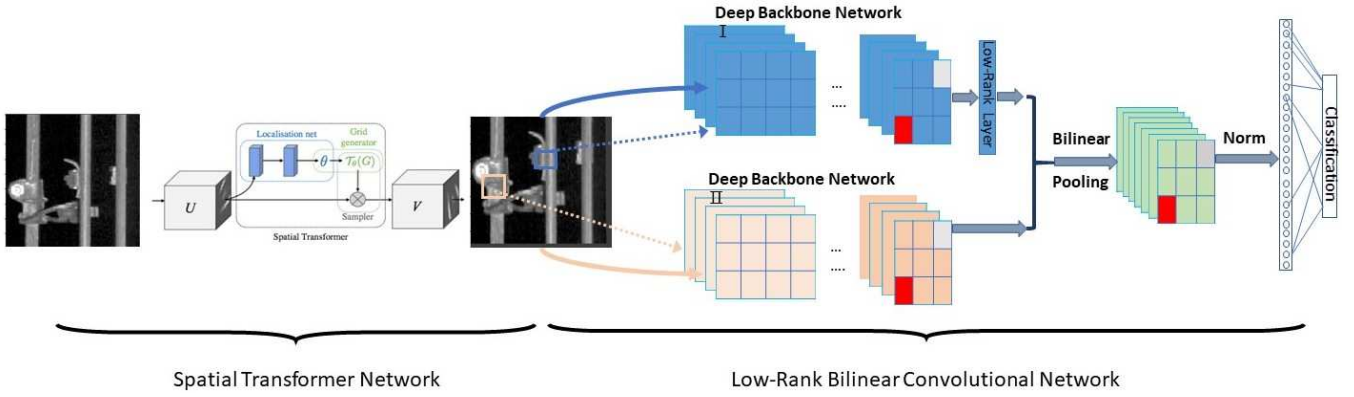 Deep Backbone Network
I
Low-Rank Layer
...
....
Localisation net
Grid
generator
θ
𝒯θ(G)
U
V
Sampler
Spatial Transformer
Deep Backbone Network
II
...
....
Bilinear
Pooling
Norm
Classification
Spatial Transformer Network
Low-Rank Bilinear Convolutional Network